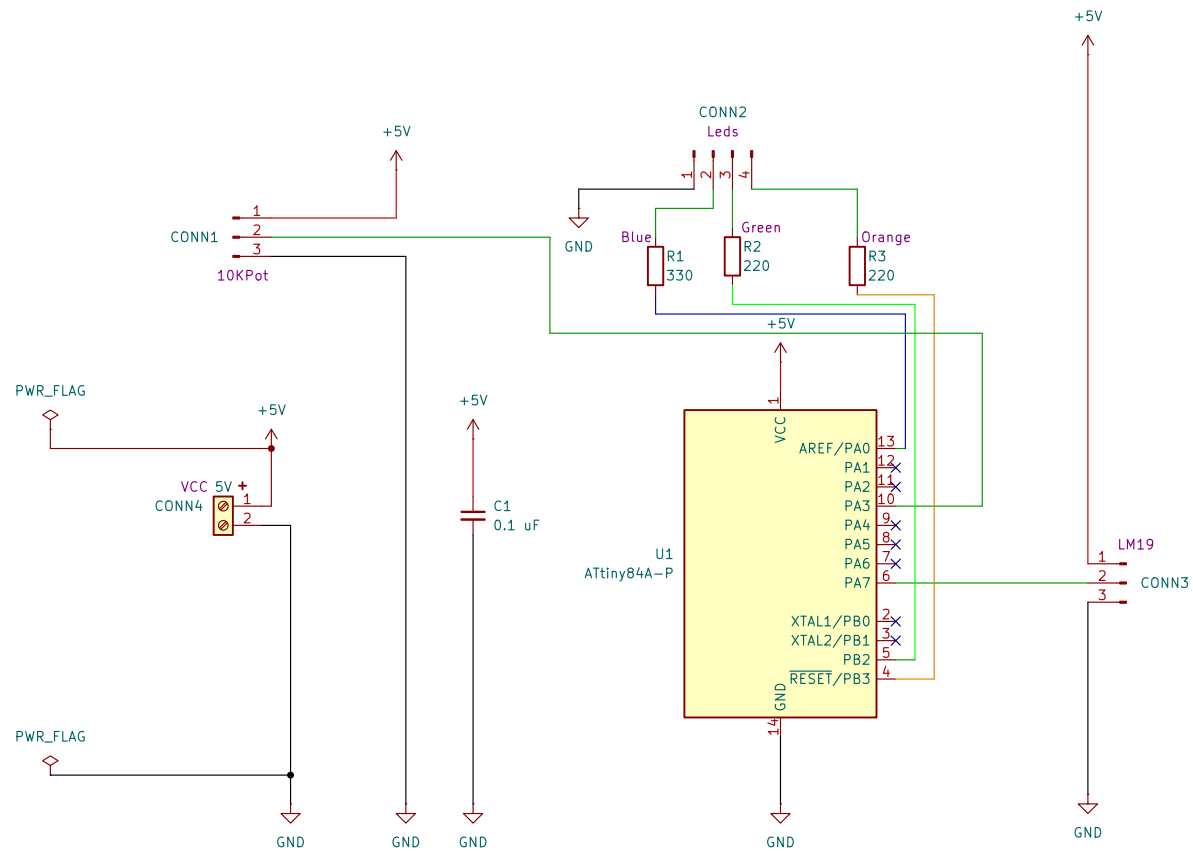 +5V
CONN2
Leds
+5V
1
2
3
4
1
CONN1
2
3
10KPot
GND
Blue
R1
330
Green
R2
220
Orange
R3
220
+5V
PWR_FLAG
+5V
VCC 5V +
CONN4
1
2
+5V
C1
0.1 uF
1
VCC
U1
ATtiny84A-P
AREF/PA0 13
PA1 12
PA2 11
PA3 10
PA4 9
PA5 8
PA6 7
PA7 6
XTAL1/PB0 2
XTAL2/PB1 3
PB2 5
RESET/PB3 4
GND
14
LM19
1
2 CONN3
3
PWR_FLAG
GND
GND
GND
GND
GND